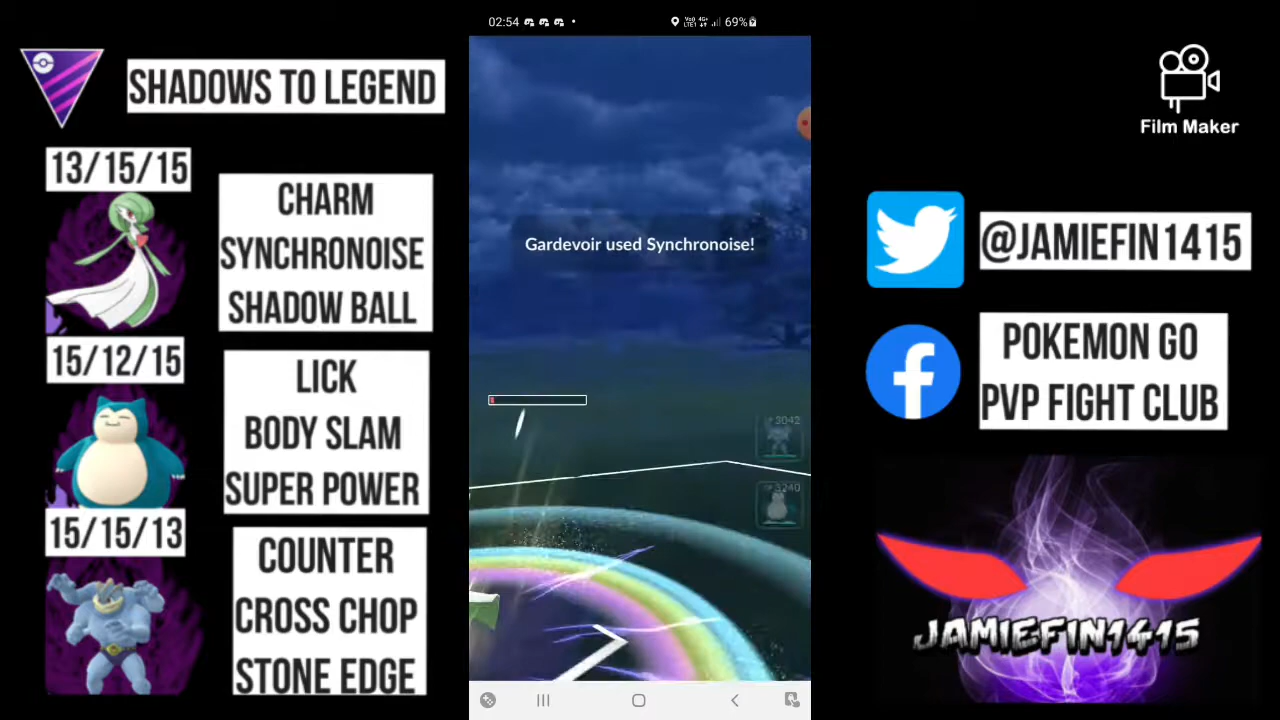 SHADOWS TO LEGEND
13/15/15
CHARM
SYNCHRONOISE
SHADOW BALL
15/12/15
LICK
BODY SLAM
SUPER POWER
15/15/13
COUNTER
CROSS CHOP
STONE EDGE
02:54
69%
Gardevoir used Synchronoise!
3042
3240
Film Maker
@JAMIEFIN1415
POKEMON GO
PVP FIGHT CLUB
JAMIEFIN1415